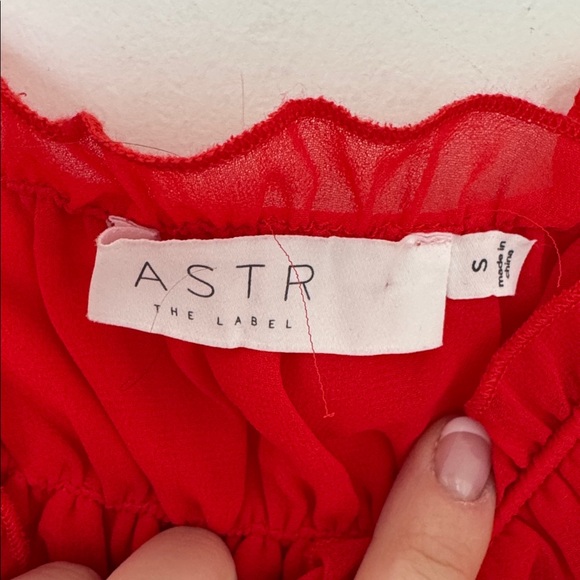 ASTR
THE LABEL
S
made in
china